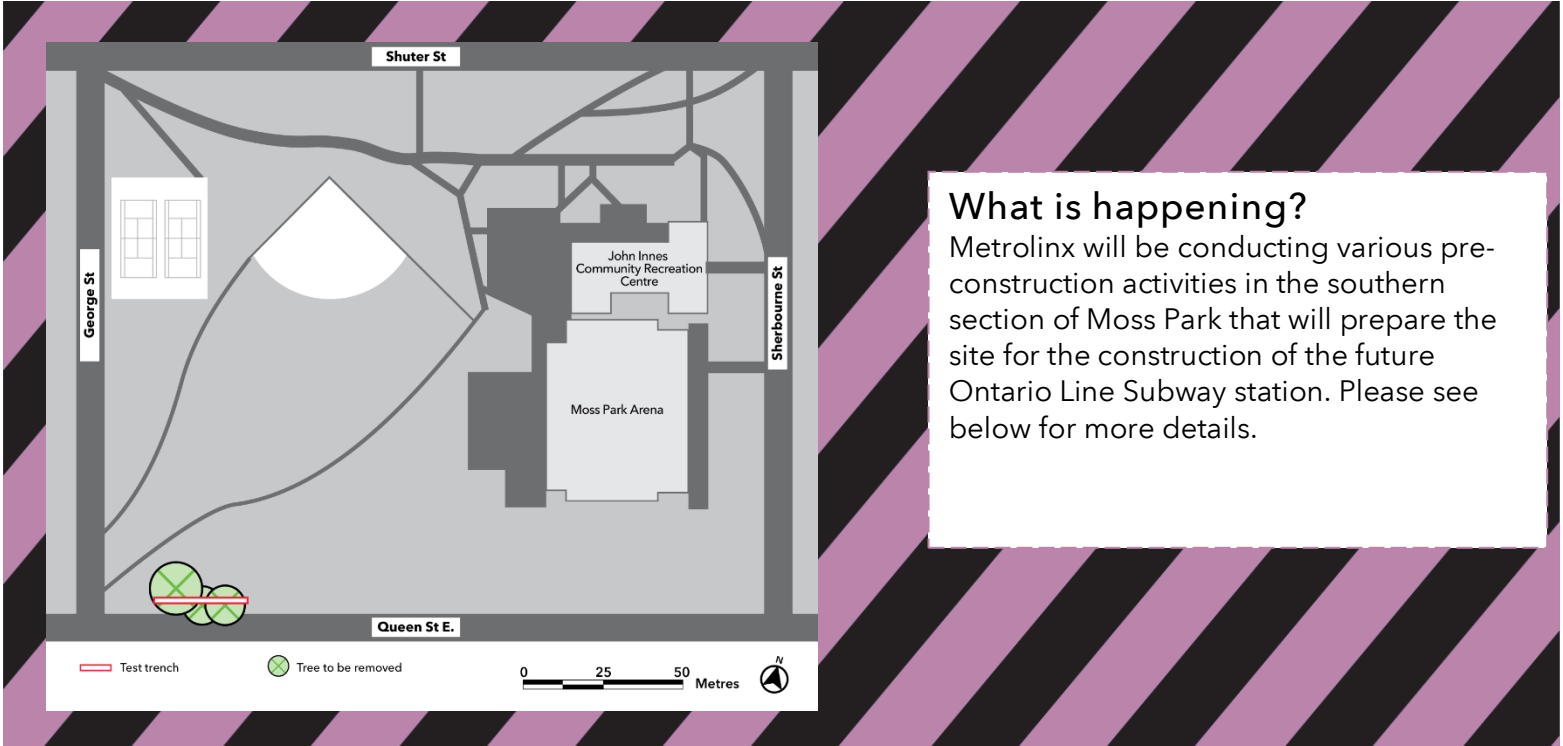 Shuter St
George St
John Innes
Community Recreation
Centre
Sherbourne St
Moss Park Arena
Queen St E.
Test trench
Tree to be removed
0 25 50
Metres
N
What is happening?
Metrolinx will be conducting various pre-
construction activities in the southern
section of Moss Park that will prepare the
site for the construction of the future
Ontario Line Subway station. Please see
below for more details.